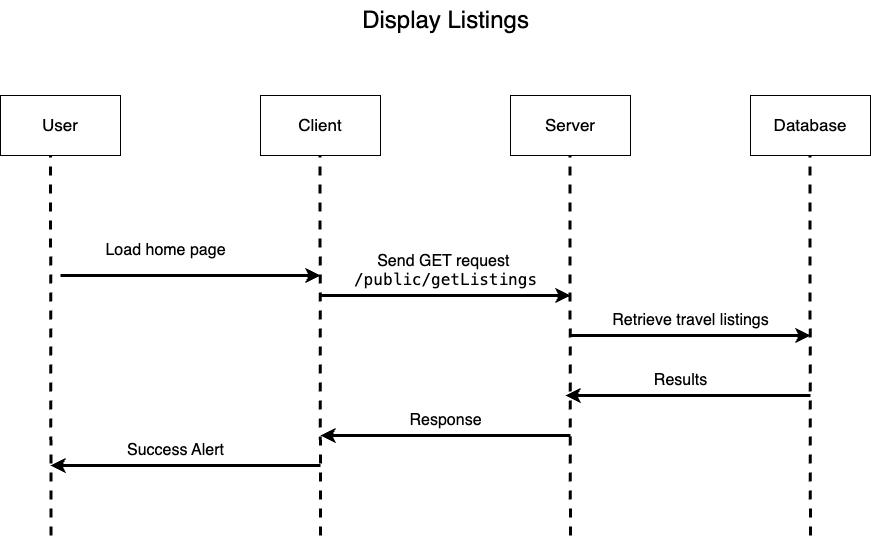 Display Listings
User
Client
Server
Database
Load home page
Send GET request
/public/getListings
Retrieve travel listings
Results
Response
Success Alert